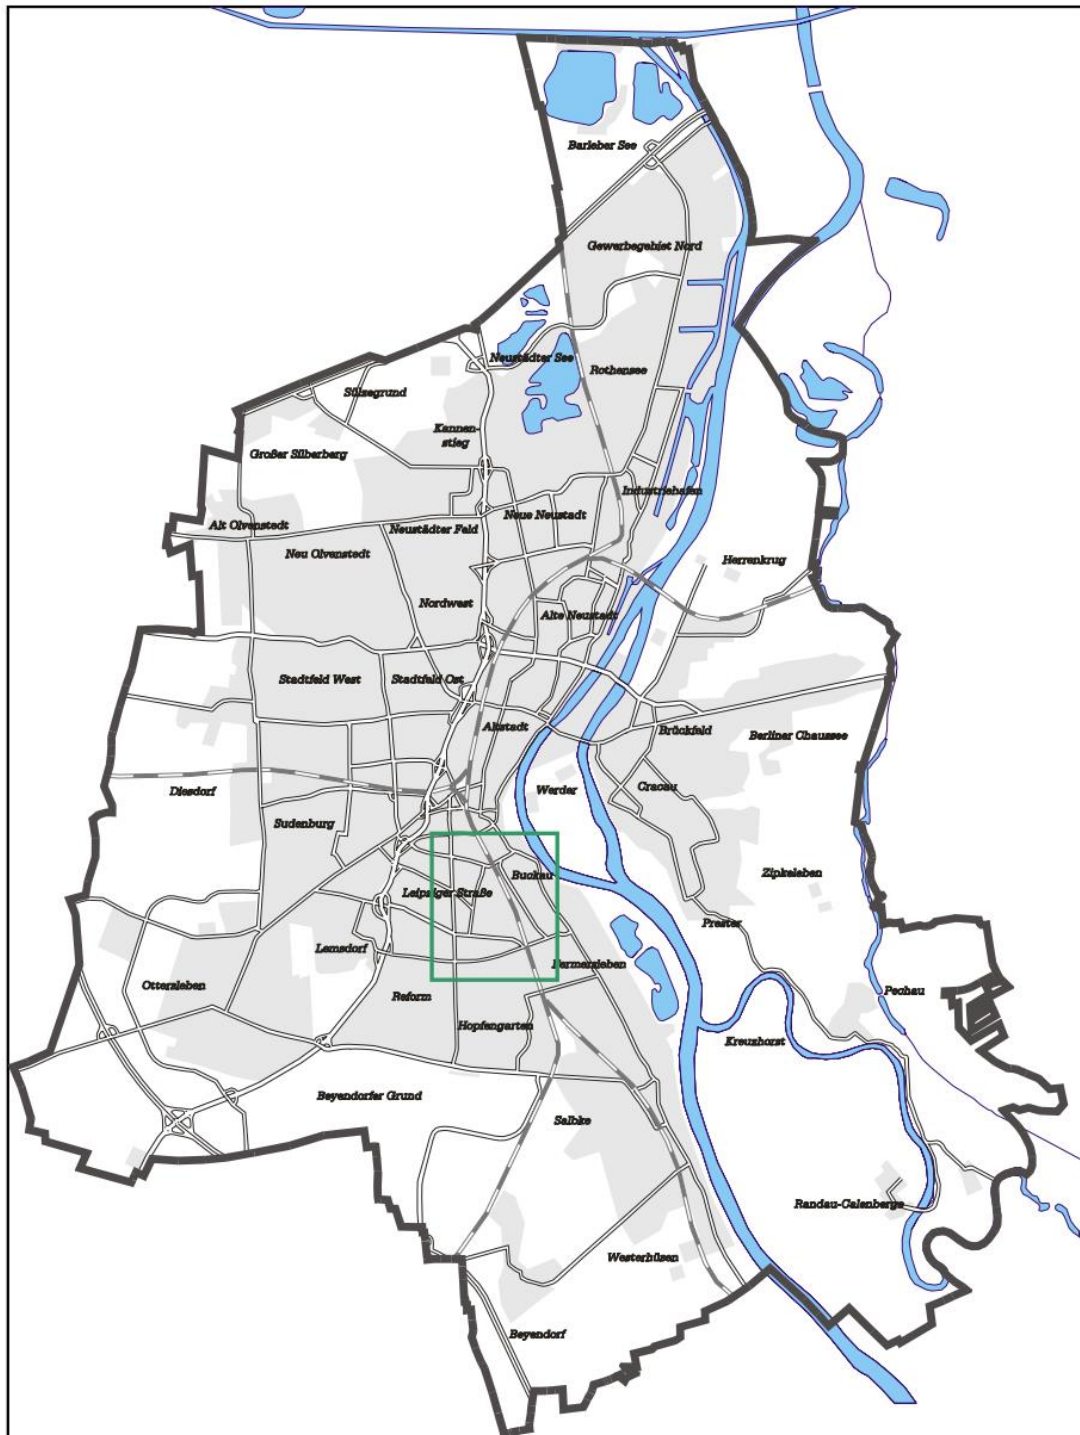 Barleber See
Gewerbegebiet Nord
Neustädter See
Rothensee
Sülzegrund
Kannen-
stieg
Großer Silberberg
Industriehafen
Neue Neustadt
Alt Olvenstedt
Neustädter Feld
Neu Olvenstedt
Herrenkrug
Nordwest
Alte Neustadt
Stadtfeld West
Stadtfeld Ost
Altstadt
Brückfeld
Berliner Chaussee
Diesdorf
Werder
Cracau
Sudenburg
Buckau
Zipkeleben
Leipziger Straße
Prester
Lemsdorf
Fermersleben
Ottersleben
Reform
Pechau
Hopfengarten
Kreuzhorst
Beyendorfer Grund
Salbke
Randau-Calenberge
Westerhüsen
Beyendorf